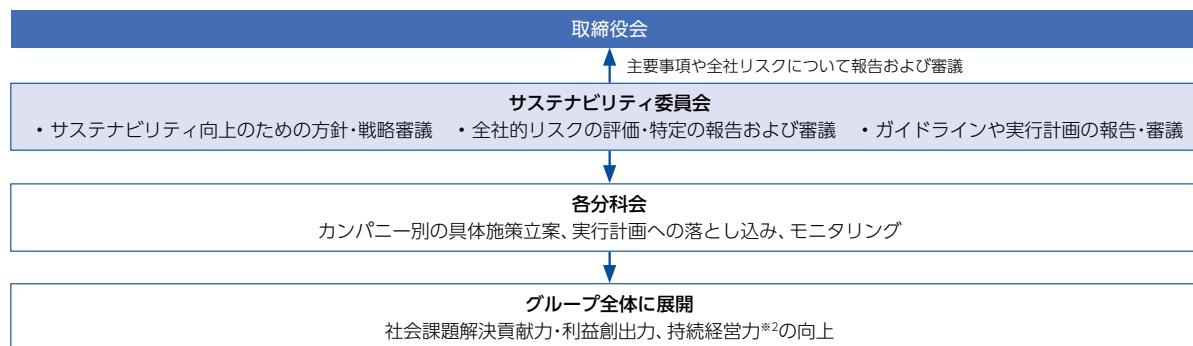 取締役会
主要事項や全社リスクについて報告および審議
サステナビリティ委員会
・サステナビリティ向上のための方針・戦略審議　・全社的リスクの評価・特定の報告および審議　・ガイドラインや実行計画の報告・審議
各分科会
カンパニー別の具体施策立案、実行計画への落とし込み、モニタリング
グループ全体に展開
社会課題解決貢献力・利益創出力、持続経営力※2の向上